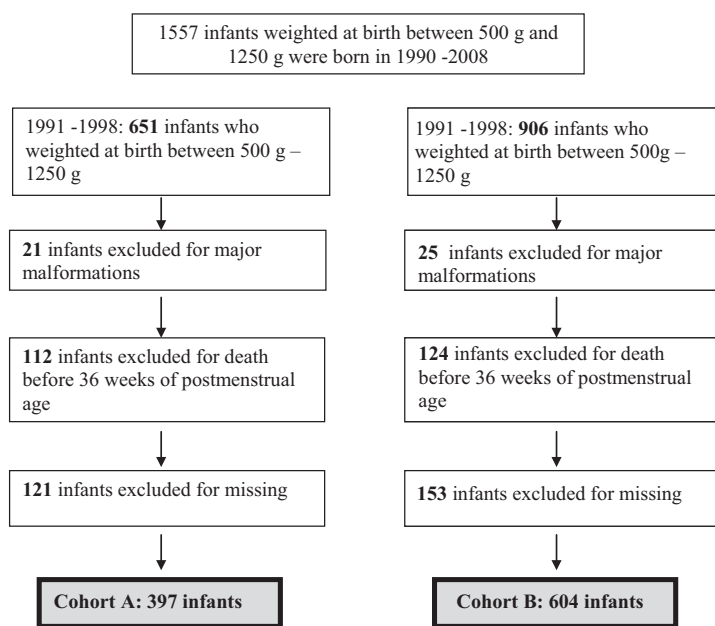 1557 infants weighted at birth between 500 g and
1250 g were born in 1990 -2008
1991 -1998: 651 infants who
weighted at birth between 500 g –
1250 g
21 infants excluded for major
malformations
112 infants excluded for death
before 36 weeks of postmenstrual
age
121 infants excluded for missing
Cohort A: 397 infants
1991 -1998: 906 infants who
weighted at birth between 500g –
1250 g
25 infants excluded for major
malformations
124 infants excluded for death
before 36 weeks of postmenstrual
age
153 infants excluded for missing
Cohort B: 604 infants